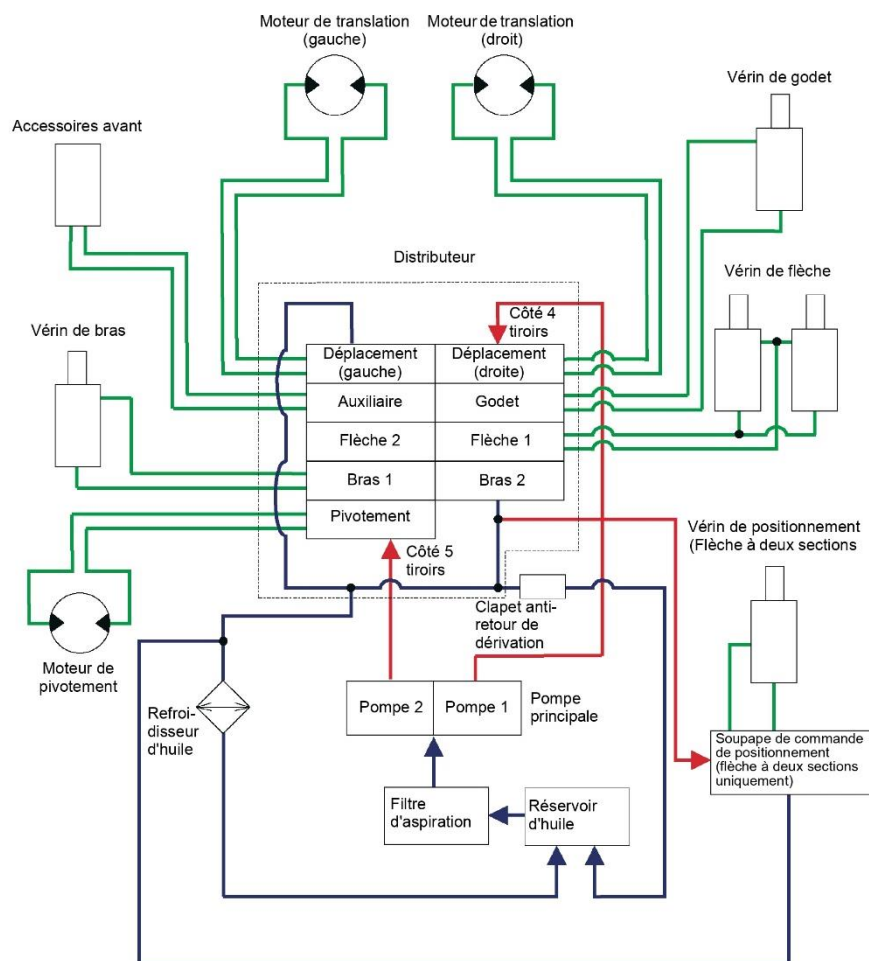 Moteur de translation
(gauche)
Moteur de translation
(droit)
Vérin de godet
Accessoires avant
Distributeur
Vérin de flèche
Côté 4
tiroirs
Vérin de bras
Déplacement
(gauche)
Déplacement
(droite)
Auxiliaire
Godet
Flèche 2
Flèche 1
Bras 1
Bras 2
Pivotement
Vérin de positionnement
(Flèche à deux sections
Côté 5
tiroirs
Clapet anti-
retour de
dérivation
Moteur de
pivotement
Pompe 2
Pompe 1
Pompe
principale
Refroi-
disseur
d'huile
Soupape de commande
de positionnement
(flèche à deux sections
uniquement)
Filtre
d'aspiration
Réservoir
d'huile